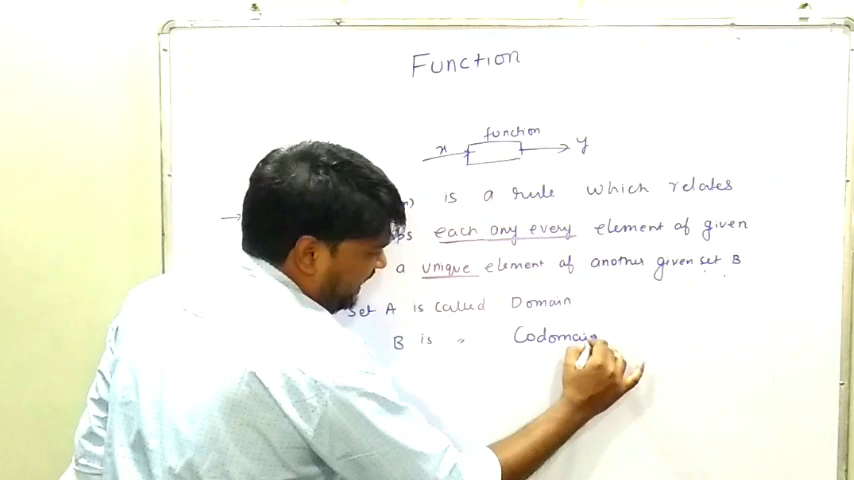 Function
function
x y
is a rule which relates
each any every element of given
a unique element of another given set B
Set A is called Domain
B is " Codomain